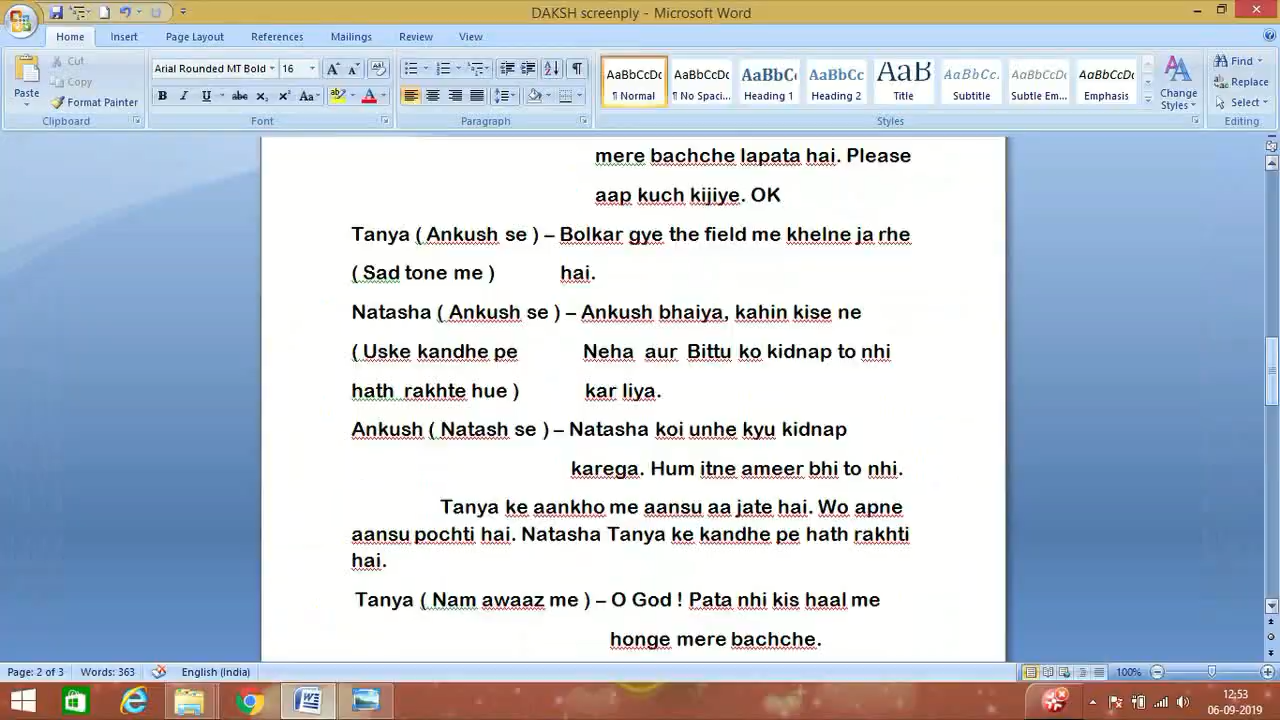 DAKSH screenply - Microsoft Word
Home Insert Page Layout References Mailings Review View
Cut
Copy
Format Painter
Paste
Clipboard
Arial Rounded MT Bold 16
B I U abc x₂ x² Aa
Font
Paragraph
AaBbCcDc AaBbCcDc AaBbC AaBbCc AaB AaBbCc. AaBbCcDc AaBbCcDc
¶ Normal ¶ No Spaci... Heading 1 Heading 2 Title Subtitle Subtle Em... Emphasis
Change Styles
Styles
Find
Replace
Select
Editing
mere bachche lapata hai. Please
aap kuch kijiye. OK
Tanya ( Ankush se ) – Bolkar gye the field me khelne ja rhe
( Sad tone me ) hai.
Natasha ( Ankush se ) – Ankush bhaiya, kahin kise ne
( Uske kandhe pe Neha aur Bittu ko kidnap to nhi
hath rakhte hue ) kar liya.
Ankush ( Natash se ) – Natasha koi unhe kyu kidnap
karega. Hum itne ameer bhi to nhi.
Tanya ke aankho me aansu aa jate hai. Wo apne
aansu pochti hai. Natasha Tanya ke kandhe pe hath rakhti
hai.
Tanya ( Nam awaaz me ) – O God ! Pata nhi kis haal me
honge mere bachche.
Page: 2 of 3 Words: 363 English (India) 100%
12:53
06-09-2019